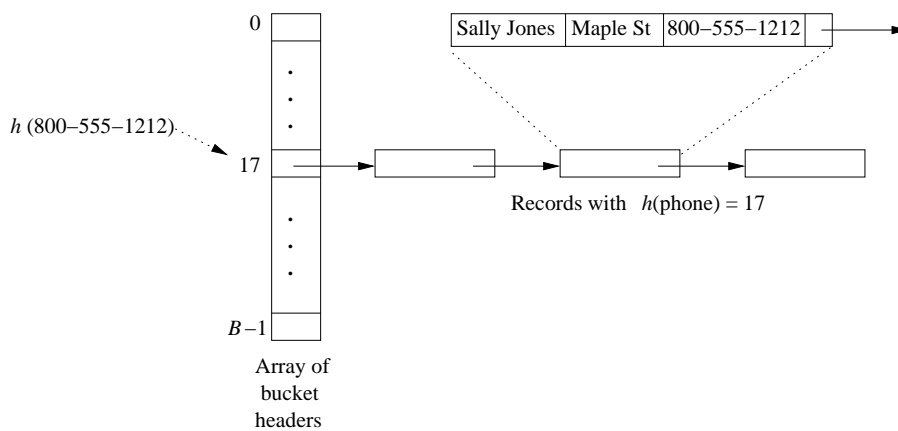 0
Sally Jones Maple St 800–555–1212
h (800–555–1212)
17
Records with h(phone) = 17
B–1
Array of
bucket
headers